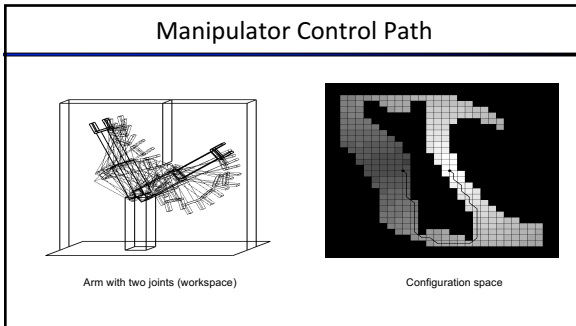 Manipulator Control Path
Arm with two joints (workspace)
Configuration space